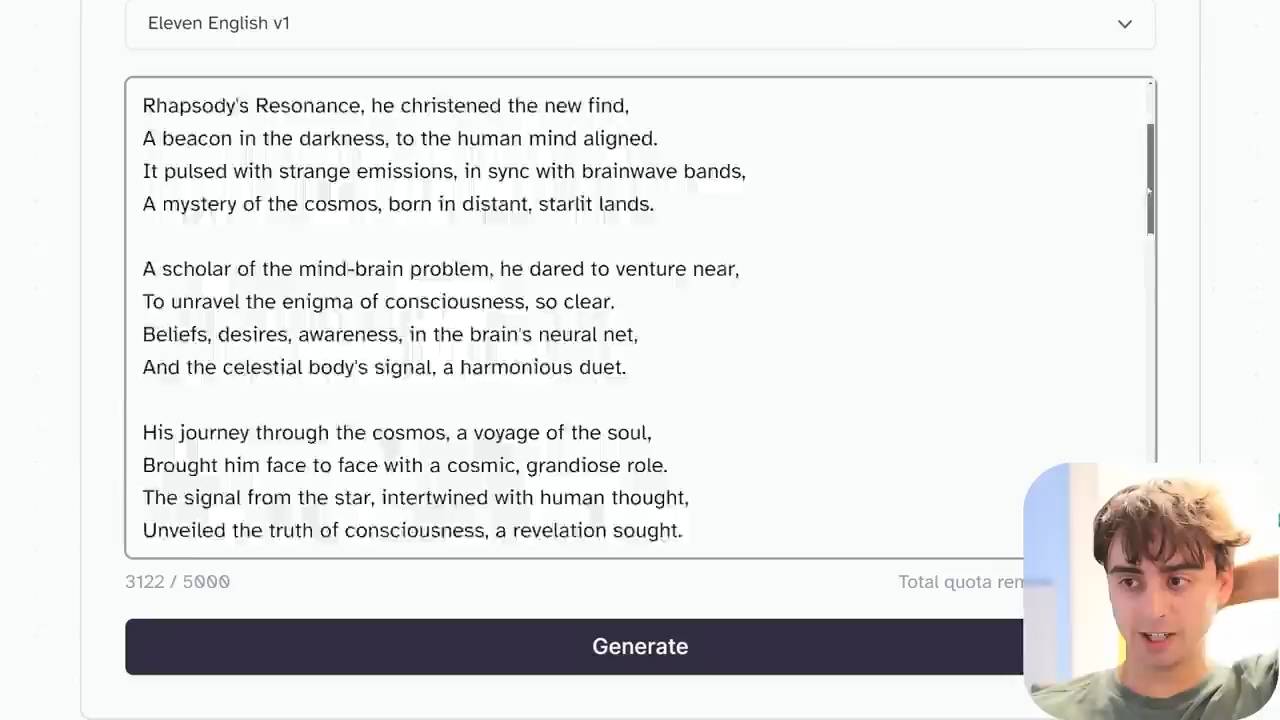 Eleven English v1
Rhapsody's Resonance, he christened the new find,
A beacon in the darkness, to the human mind aligned.
It pulsed with strange emissions, in sync with brainwave bands,
A mystery of the cosmos, born in distant, starlit lands.
A scholar of the mind-brain problem, he dared to venture near,
To unravel the enigma of consciousness, so clear.
Beliefs, desires, awareness, in the brain's neural net,
And the celestial body's signal, a harmonious duet.
His journey through the cosmos, a voyage of the soul,
Brought him face to face with a cosmic, grandiose role.
The signal from the star, intertwined with human thought,
Unveiled the truth of consciousness, a revelation sought.
3122 / 5000
Total quota
Generate